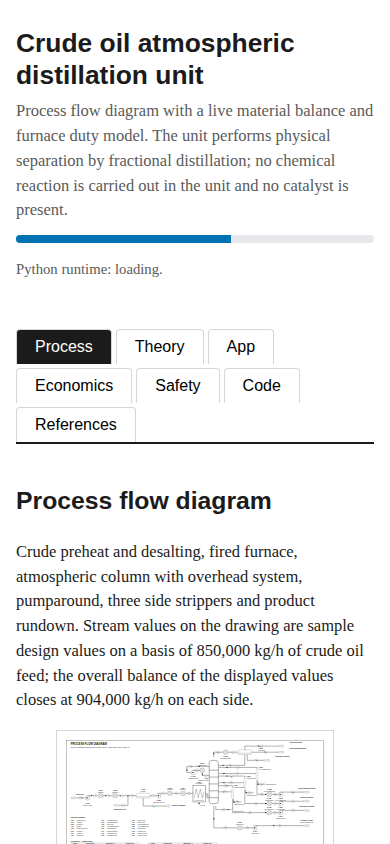 Crude oil atmospheric
distillation unit
Process flow diagram with a live material balance and
furnace duty model. The unit performs physical
separation by fractional distillation; no chemical
reaction is carried out in the unit and no catalyst is
present.
Python runtime: loading.
Process
Theory
App
Economics
Safety
Code
References
Process flow diagram
Crude preheat and desalting, fired furnace,
atmospheric column with overhead system,
pumparound, three side strippers and product
rundown. Stream values on the drawing are sample
design values on a basis of 850,000 kg/h of crude oil
feed; the overall balance of the displayed values
closes at 904,000 kg/h on each side.
PROCESS FLOW DIAGRAM